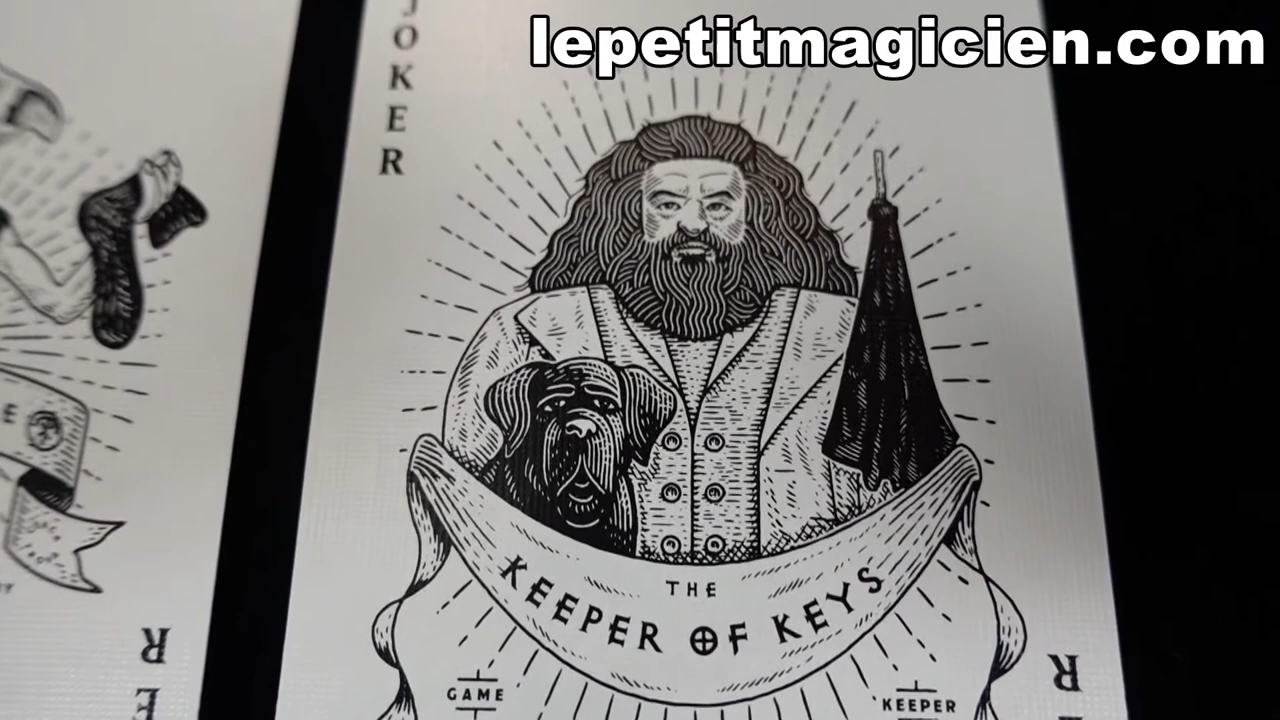 lepetitmagicien.com
JOKER
THE
KEEPER OF KEYS
GAME
KEEPER
E
R
E
R